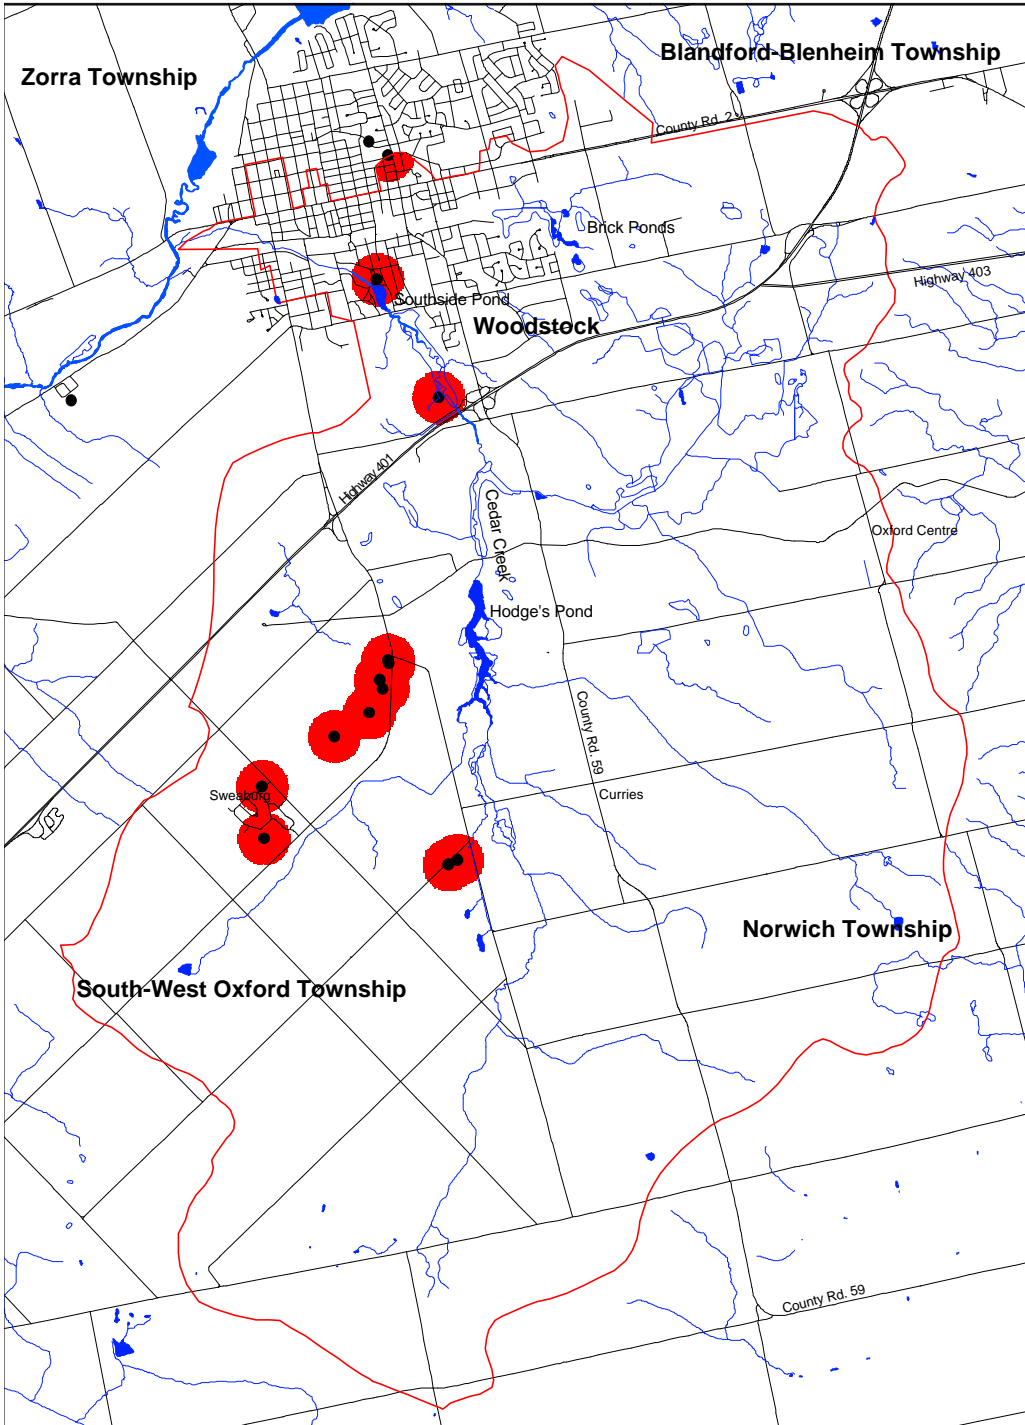 Blandford-Blenheim Township
Zorra Township
County Rd. 2
Brick Ponds
Highway 403
Southside Pond
Woodstock
Highway 401
Cedar Creek
Oxford Centre
Hodge's Pond
County Rd. 59
Sweaburg
Curries
Norwich Township
South-West Oxford Township
County Rd. 59